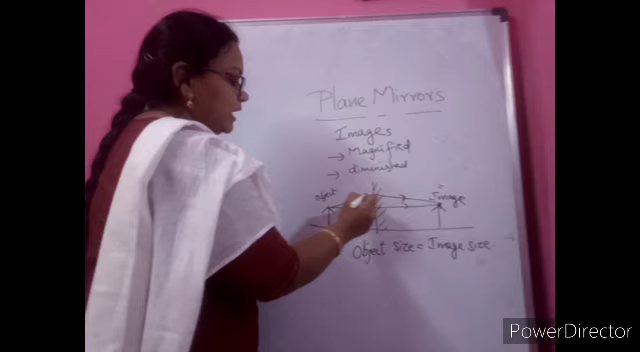 Plane Mirrors
Images
→ Magnified
→ diminished
Object Image
Object size = Image size.
PowerDirector